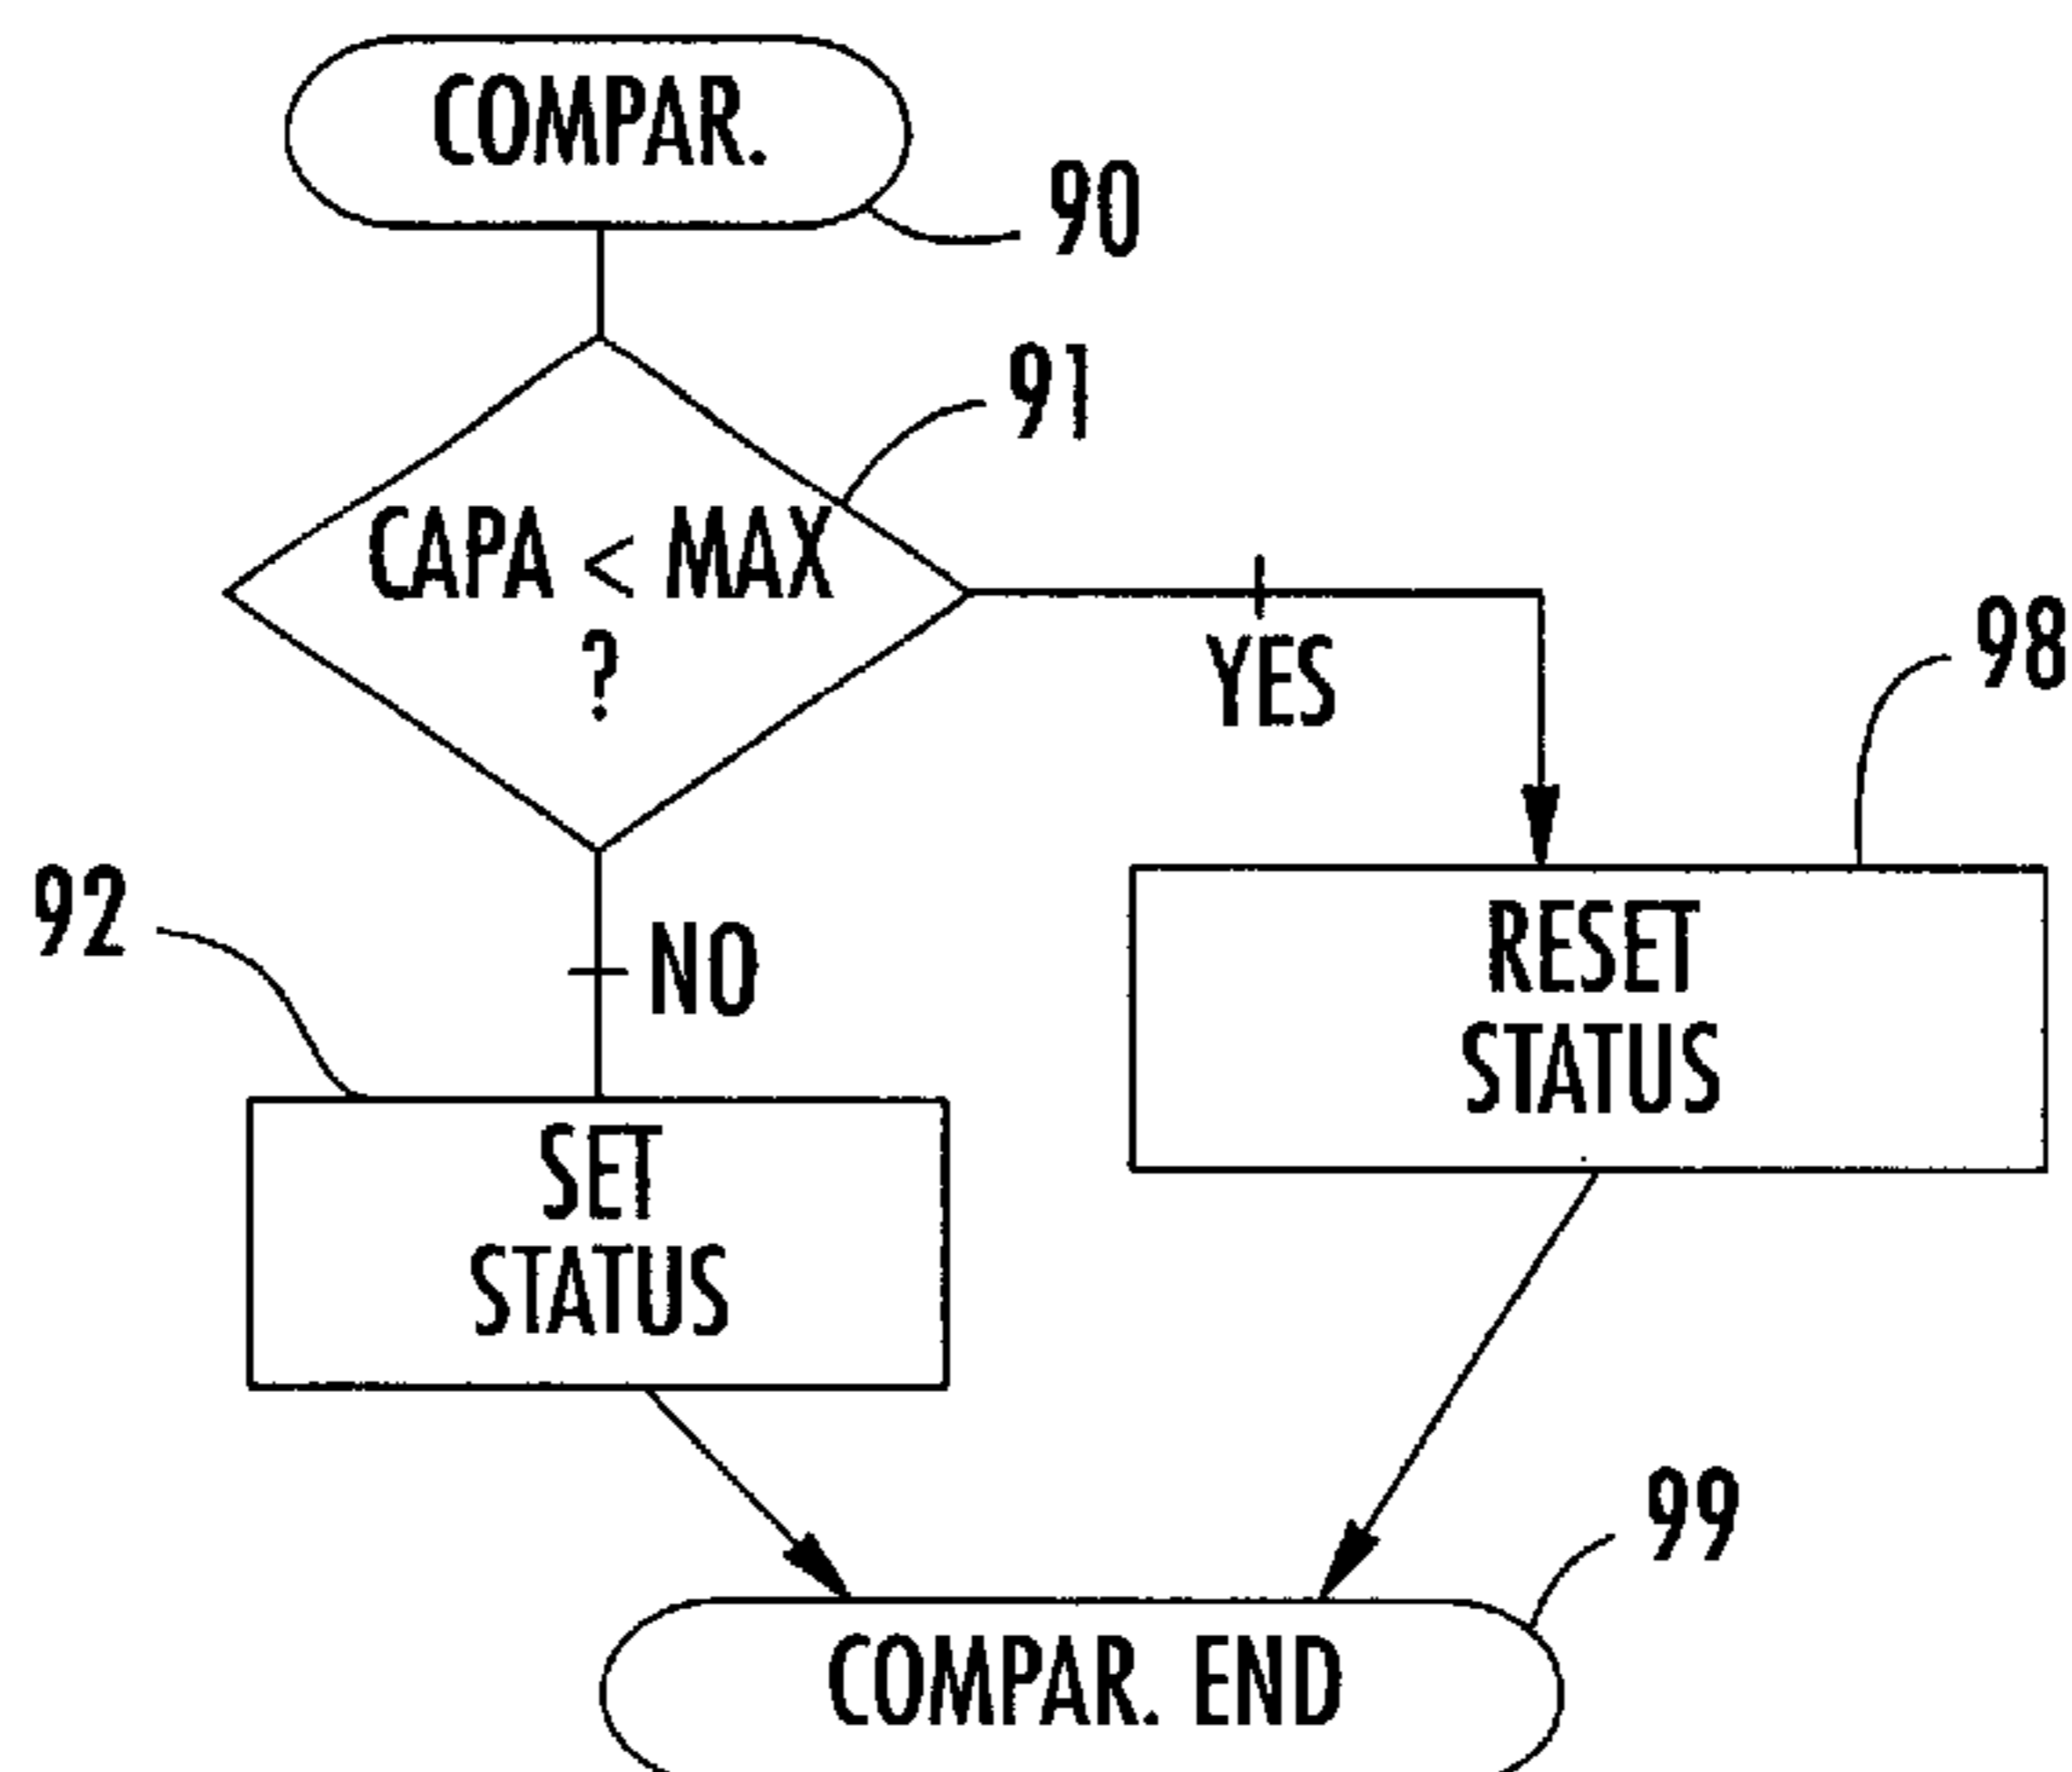 COMPAR.
90
91
CAPA < MAX
?
YES
98
92
NO
RESET
STATUS
SET
STATUS
99
COMPAR. END